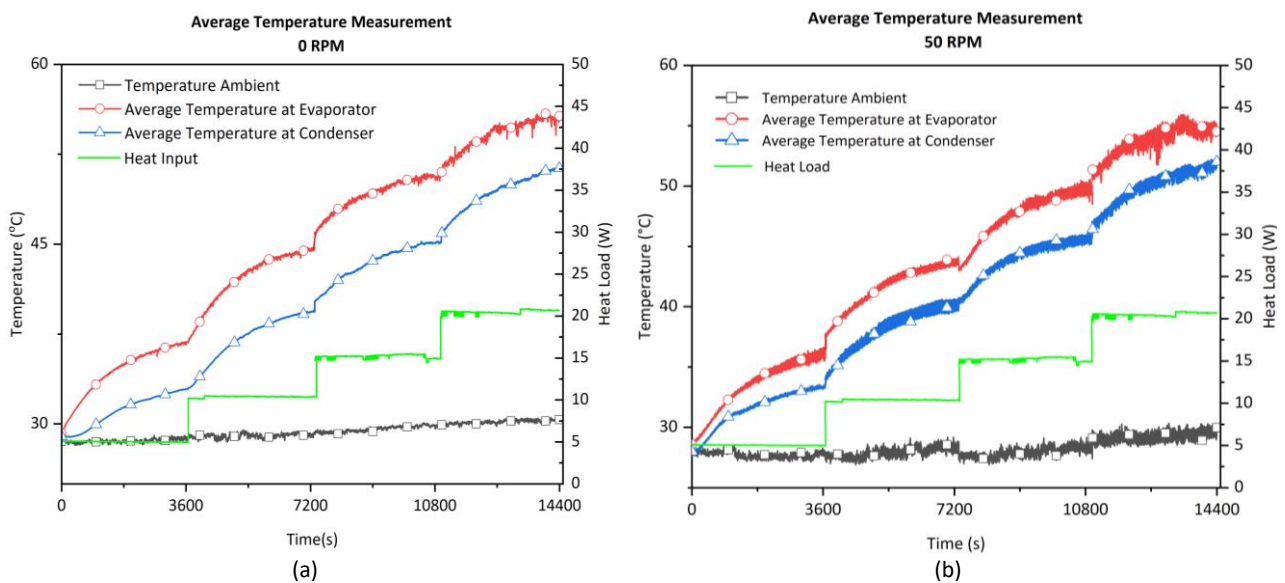 Average Temperature Measurement
0 RPM
60
45
30
50
45
40
35
30
25
20
15
10
5
0
Temperature Ambient
Average Temperature at Evaporator
Average Temperature at Condenser
Heat Input
Temperature (°C)
Heat Load (W)
0
3600
7200
10800
14400
Time(s)
(a)
Average Temperature Measurement
50 RPM
60
50
40
30
50
45
40
35
30
25
20
15
10
5
0
Temperature Ambient
Average Temperature at Evaporator
Average Temperature at Condenser
Heat Load
Temperature (°C)
Heat Load (W)
0
3600
7200
10800
14400
Time (s)
(b)